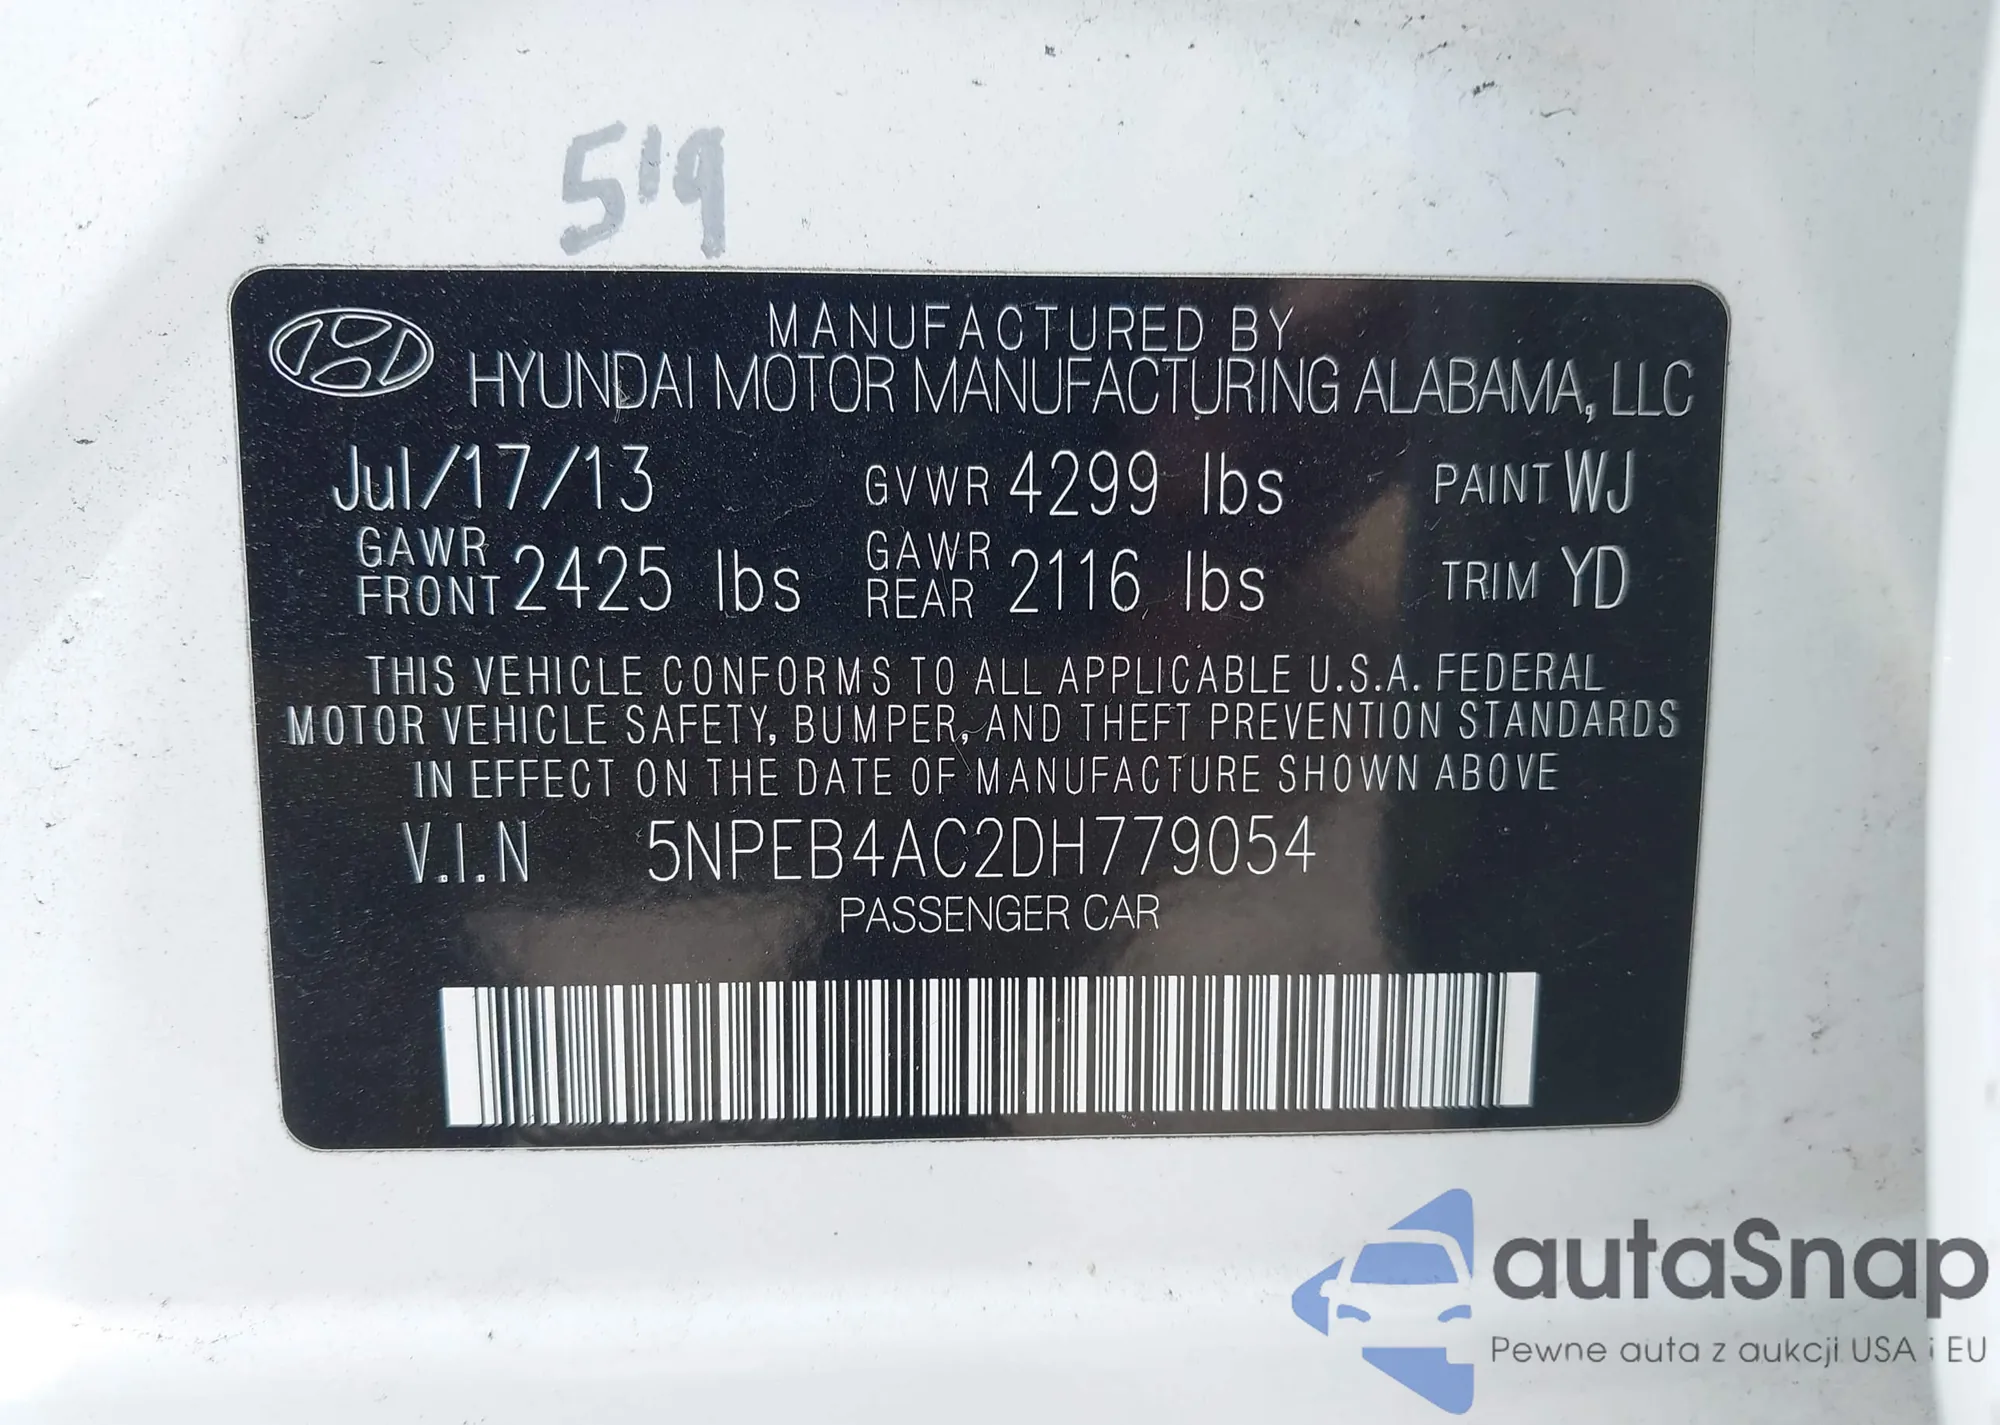 519
MANUFACTURED BY
HYUNDAI MOTOR MANUFACTURING ALABAMA, LLC
Jul/17/13 GVWR 4299 lbs PAINT WJ
GAWR FRONT 2425 lbs GAWR REAR 2116 lbs TRIM YD
THIS VEHICLE CONFORMS TO ALL APPLICABLE U.S.A. FEDERAL
MOTOR VEHICLE SAFETY, BUMPER, AND THEFT PREVENTION STANDARDS
IN EFFECT ON THE DATE OF MANUFACTURE SHOWN ABOVE
V.I.N 5NPEB4AC2DH779054
PASSENGER CAR
autaSnap
Pewne auta z aukcji USA i EU